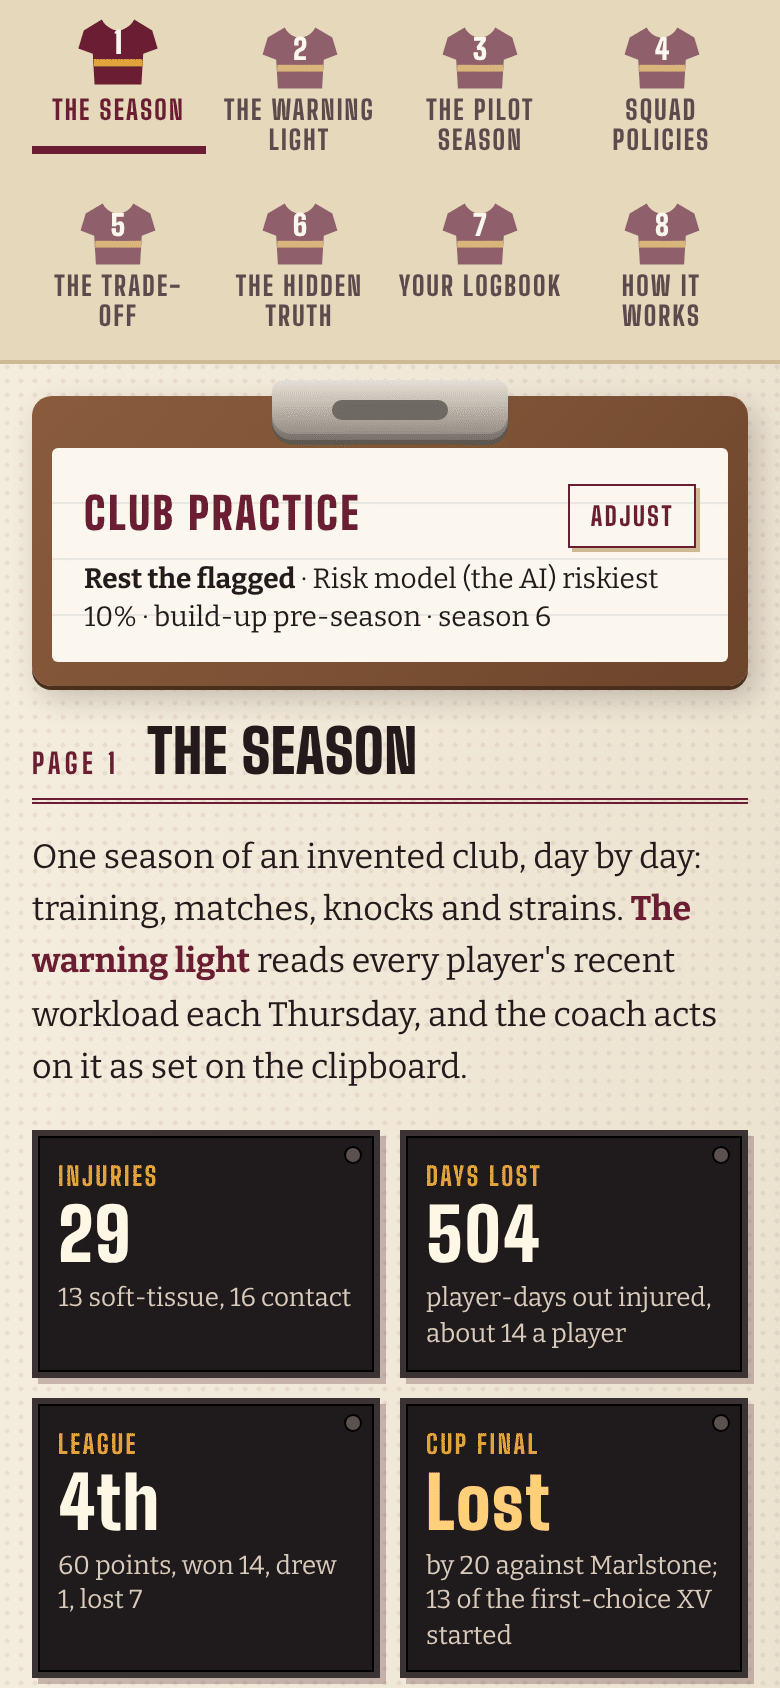 1
THE SEASON
2
THE WARNING
LIGHT
3
THE PILOT
SEASON
4
SQUAD
POLICIES
5
THE TRADE-
OFF
6
THE HIDDEN
TRUTH
7
YOUR LOGBOOK
8
HOW IT
WORKS
CLUB PRACTICE
ADJUST
Rest the flagged · Risk model (the AI) riskiest
10% · build-up pre-season · season 6
PAGE 1 THE SEASON
One season of an invented club, day by day:
training, matches, knocks and strains. The
warning light reads every player's recent
workload each Thursday, and the coach acts
on it as set on the clipboard.
INJURIES
29
13 soft-tissue, 16 contact
DAYS LOST
504
player-days out injured,
about 14 a player
LEAGUE
4th
60 points, won 14, drew
1, lost 7
CUP FINAL
Lost
by 20 against Marlstone;
13 of the first-choice XV
started